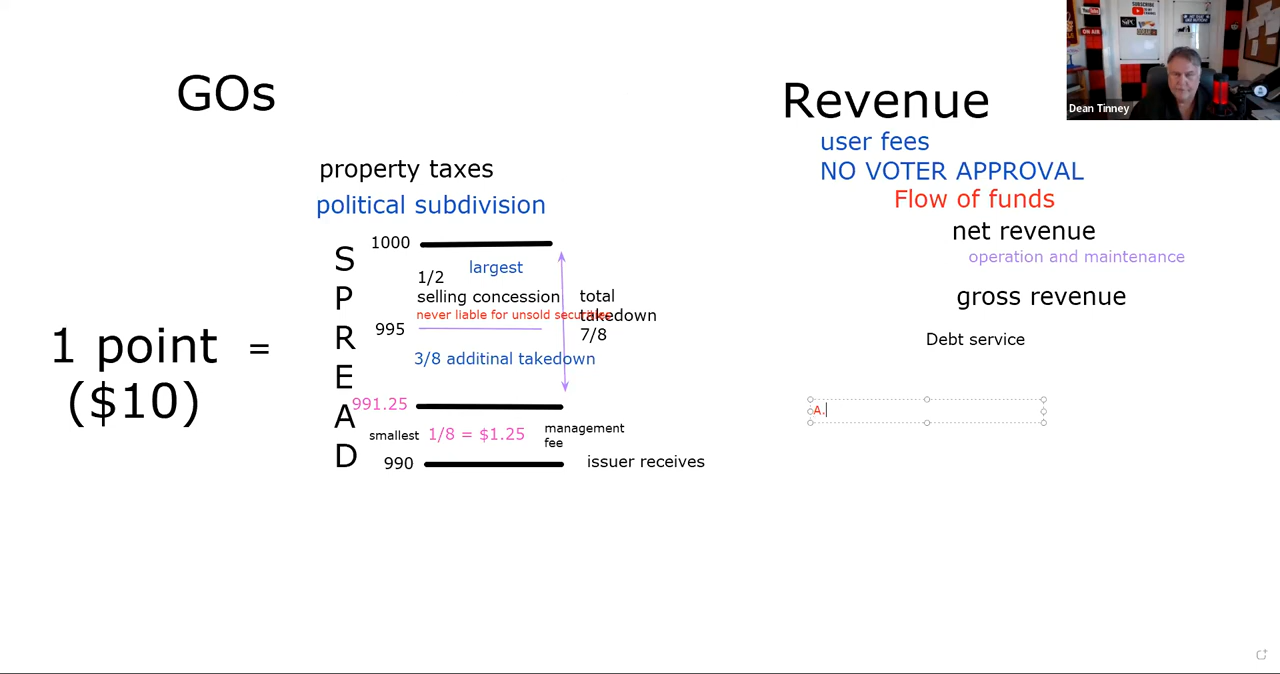 GOs
property taxes
political subdivision
S
P
R
E
A
D
1000
1/2
largest
selling concession
never liable for unsold
995
3/8 additinal takedown
total
takedown
7/8
991.25
smallest
1/8 = $1.25
management
fee
990
issuer receives
1 point =
($10)
Revenue
user fees
NO VOTER APPROVAL
Flow of funds
net revenue
operation and maintenance
gross revenue
Debt service
A.
Dean Tinney
ON AIR
SUBSCRIBE